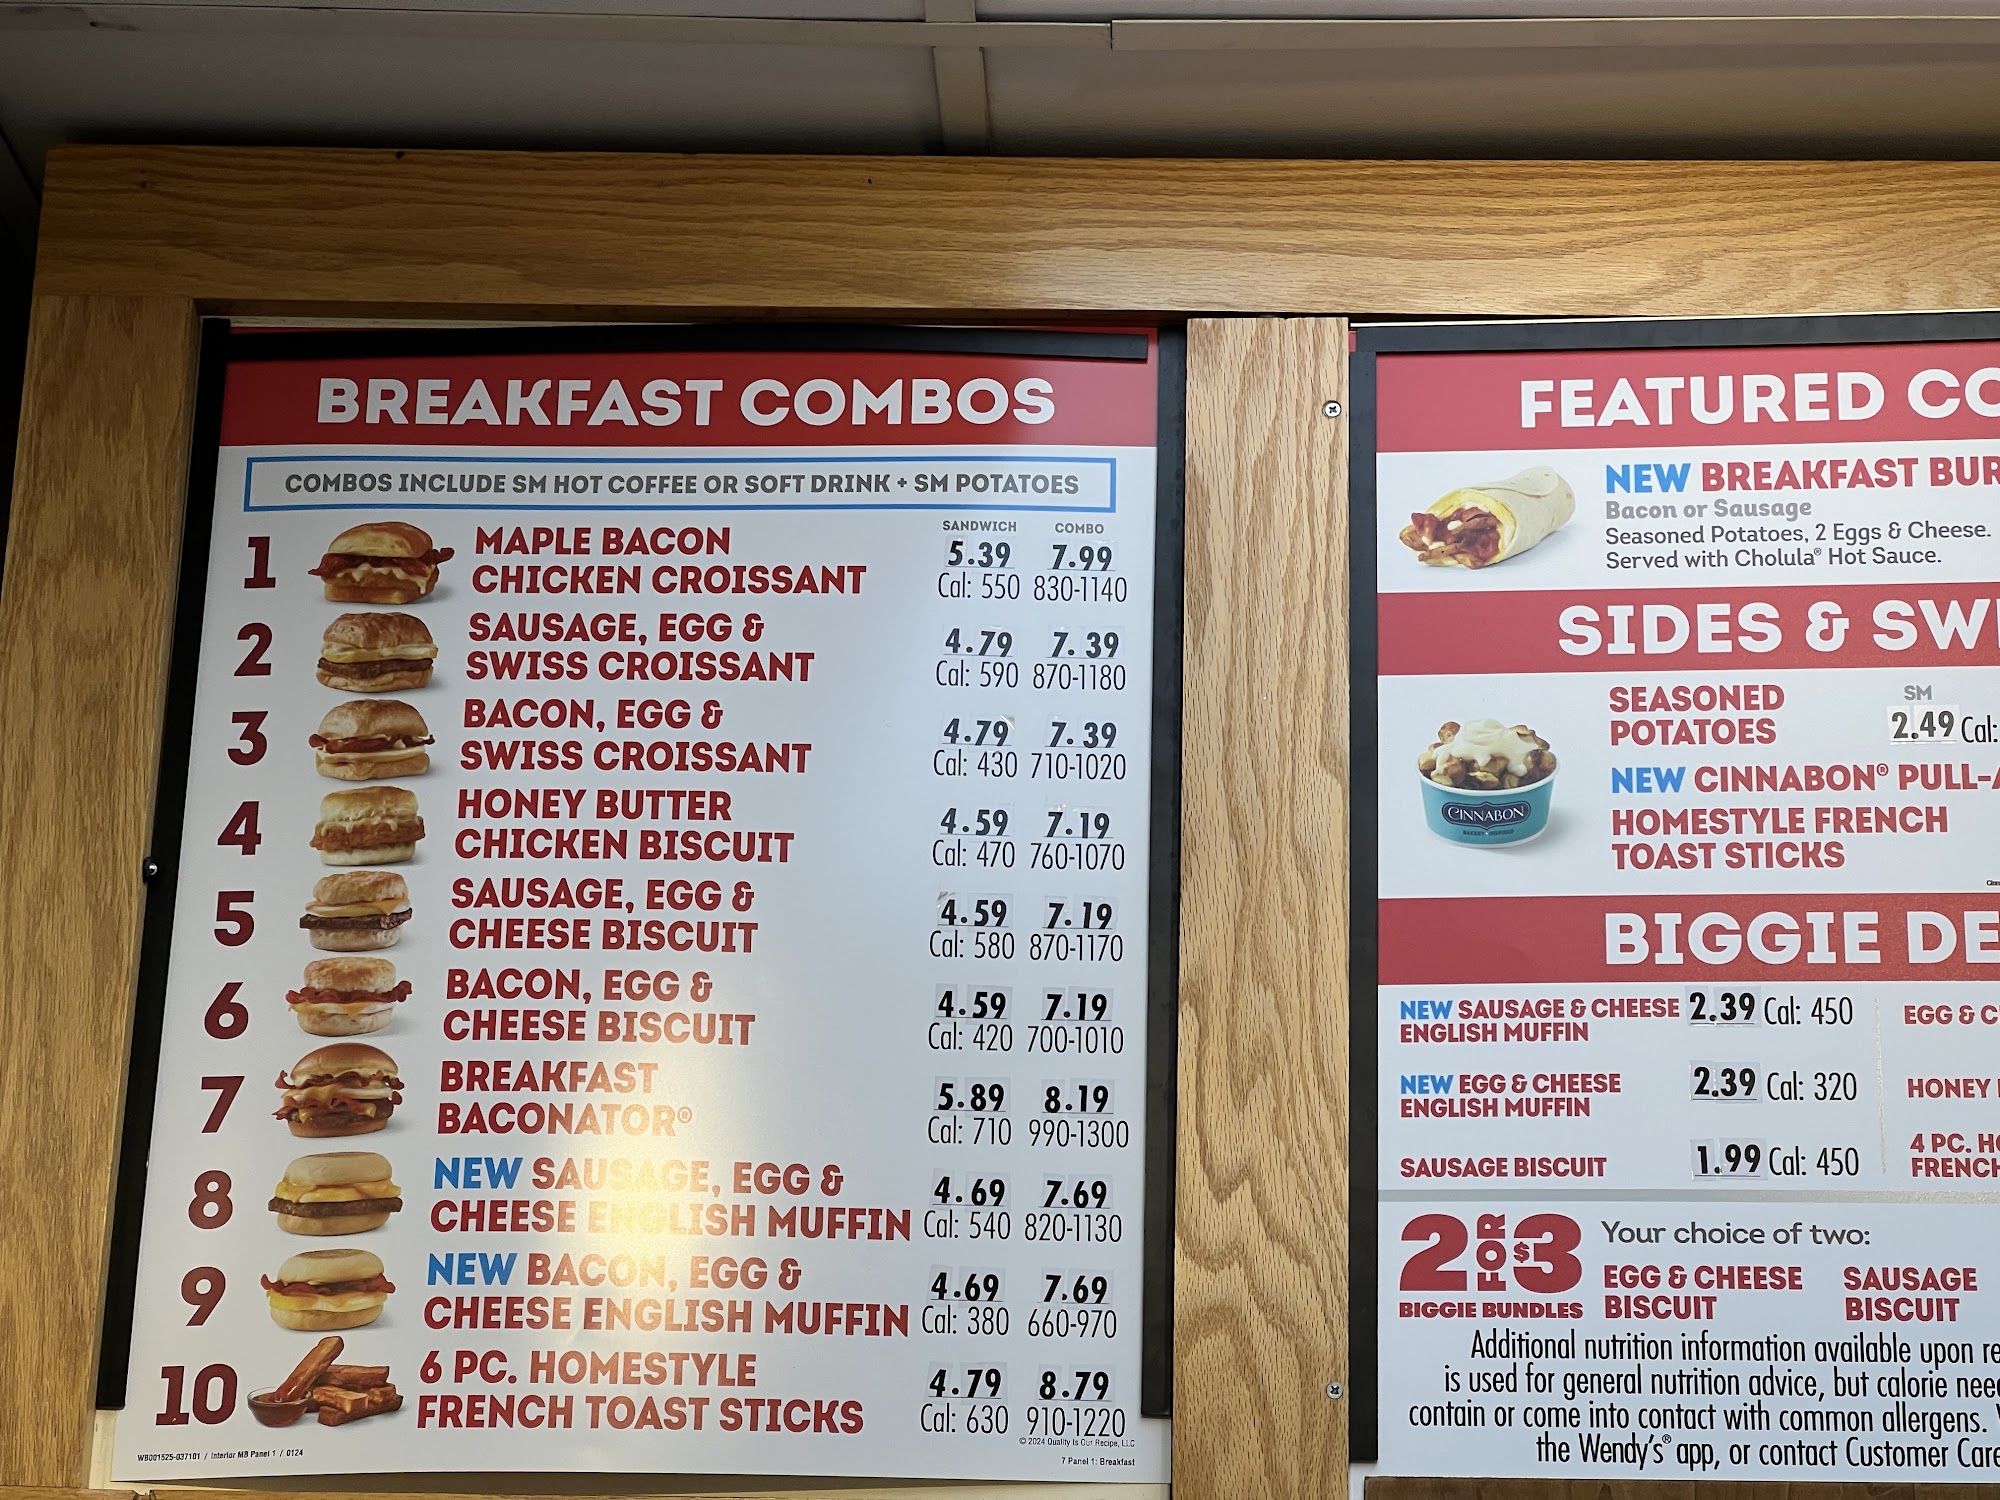 BREAKFAST COMBOS
COMBOS INCLUDE SM HOT COFFEE OR SOFT DRINK + SM POTATOES
SANDWICH COMBO
1 MAPLE BACON 5.39 7.99
CHICKEN CROISSANT Cal: 550 830-1140
2 SAUSAGE, EGG & 4.79 7.39
SWISS CROISSANT Cal: 590 870-1180
3 BACON, EGG & 4.79 7.39
SWISS CROISSANT Cal: 430 710-1020
4 HONEY BUTTER 4.59 7.19
CHICKEN BISCUIT Cal: 470 760-1070
5 SAUSAGE, EGG & 4.59 7.19
CHEESE BISCUIT Cal: 580 870-1170
6 BACON, EGG & 4.59 7.19
CHEESE BISCUIT Cal: 420 700-1010
7 BREAKFAST 5.89 8.19
BACONATOR® Cal: 710 990-1300
8 NEW SAUSAGE, EGG & 4.69 7.69
CHEESE ENGLISH MUFFIN Cal: 540 820-1130
9 NEW BACON, EGG & 4.69 7.69
CHEESE ENGLISH MUFFIN Cal: 380 660-970
10 6 PC. HOMESTYLE 4.79 8.79
FRENCH TOAST STICKS Cal: 630 910-1220
© 2024 Quality Is Our Recipe, LLC
WB001525-037101 / Interior MB Panel 1 / 0124
7 Panel 1: Breakfast
FEATURED CO
NEW BREAKFAST BUR
Bacon or Sausage
Seasoned Potatoes, 2 Eggs & Cheese.
Served with Cholula® Hot Sauce.
SIDES & SW
SEASONED SM
POTATOES 2.49 Cal:
NEW CINNABON® PULL-A
HOMESTYLE FRENCH
TOAST STICKS
CINNABON
BIGGIE DE
NEW SAUSAGE & CHEESE 2.39 Cal: 450
ENGLISH MUFFIN
NEW EGG & CHEESE 2.39 Cal: 320
ENGLISH MUFFIN
SAUSAGE BISCUIT 1.99 Cal: 450
EGG & C
HONEY
4 PC. HO
FRENCH
2 FOR $3
BIGGIE BUNDLES
Your choice of two:
EGG & CHEESE
BISCUIT
SAUSAGE
BISCUIT
Additional nutrition information available upon re
is used for general nutrition advice, but calorie nee
contain or come into contact with common allergens.
the Wendy's® app, or contact Customer Care